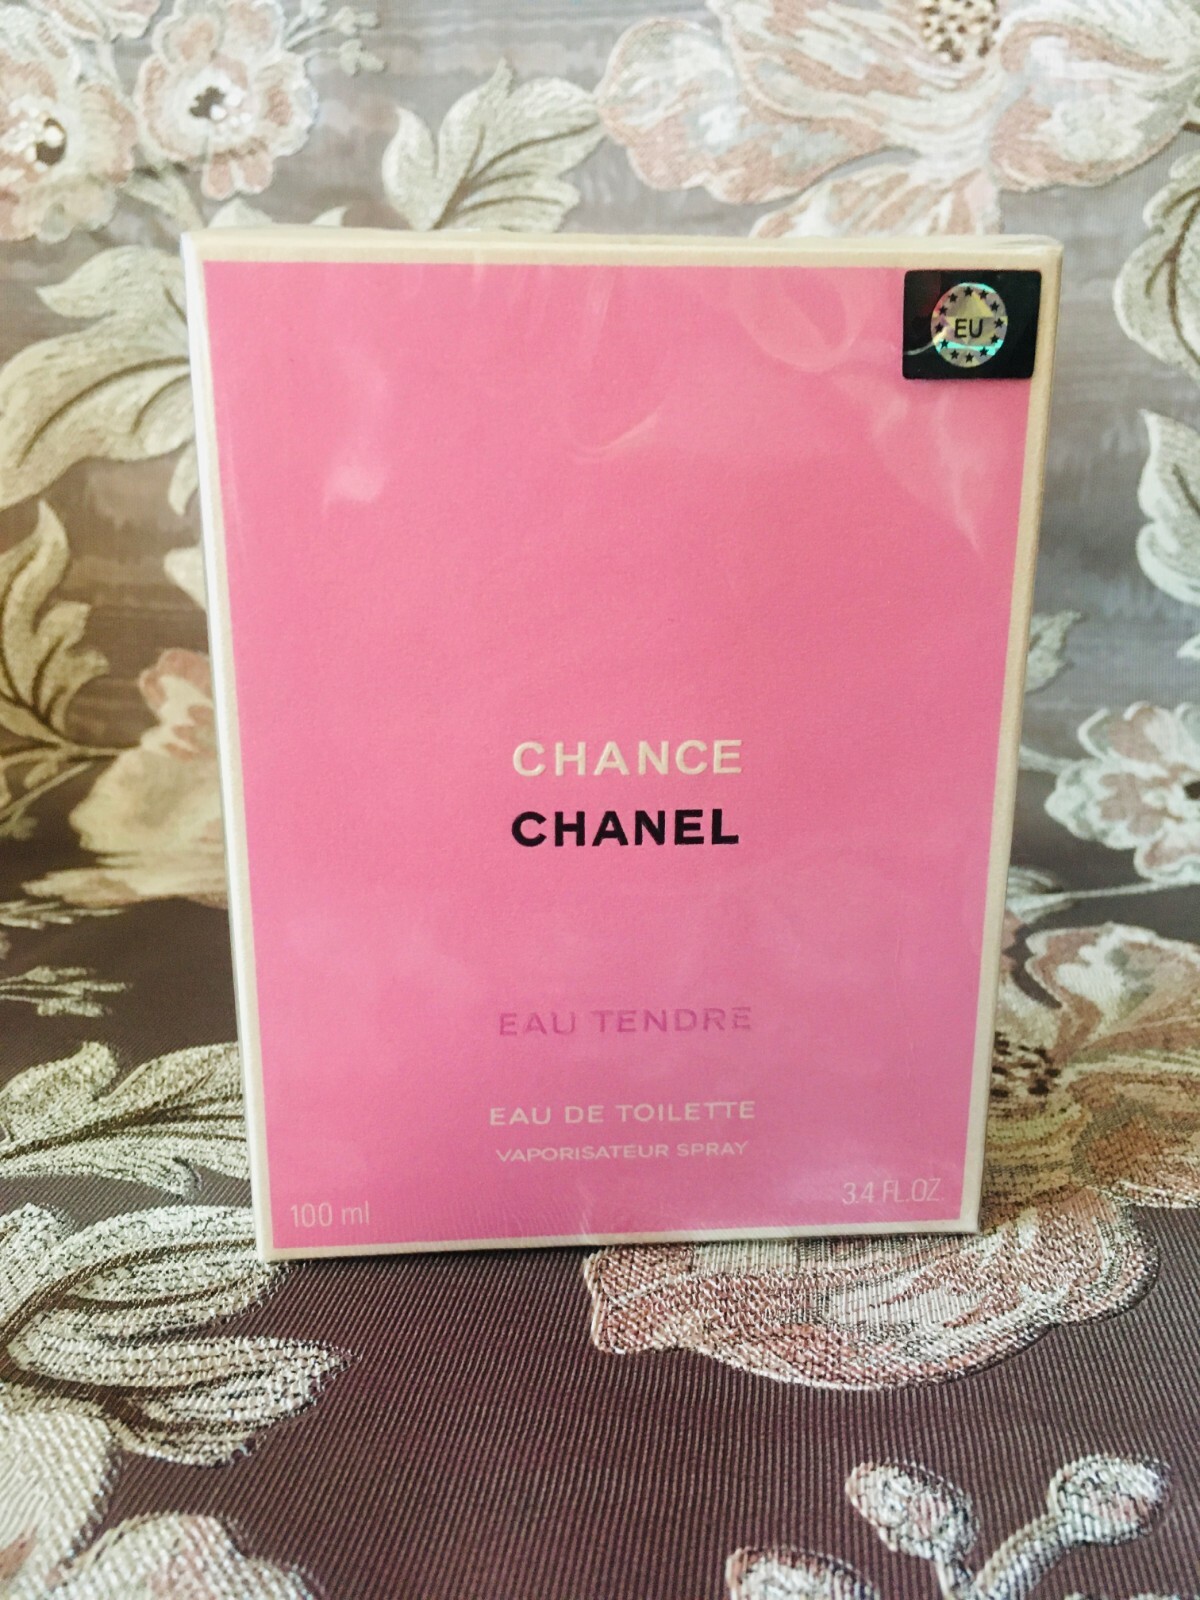 EU
CHANCE
CHANEL
EAU TENDRE
EAU DE TOILETTE
VAPORISATEUR SPRAY
100 ml
3.4 FL.OZ